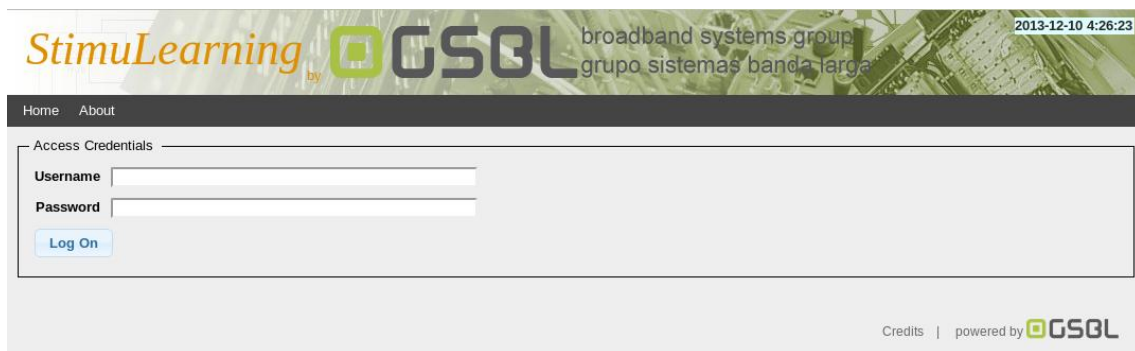 2013-12-10 4:26:23
StimuLearning by GSBL broadband systems group
grupo sistemas banda larga
Home About
Access Credentials
Username
Password
Log On
Credits | powered by GSBL